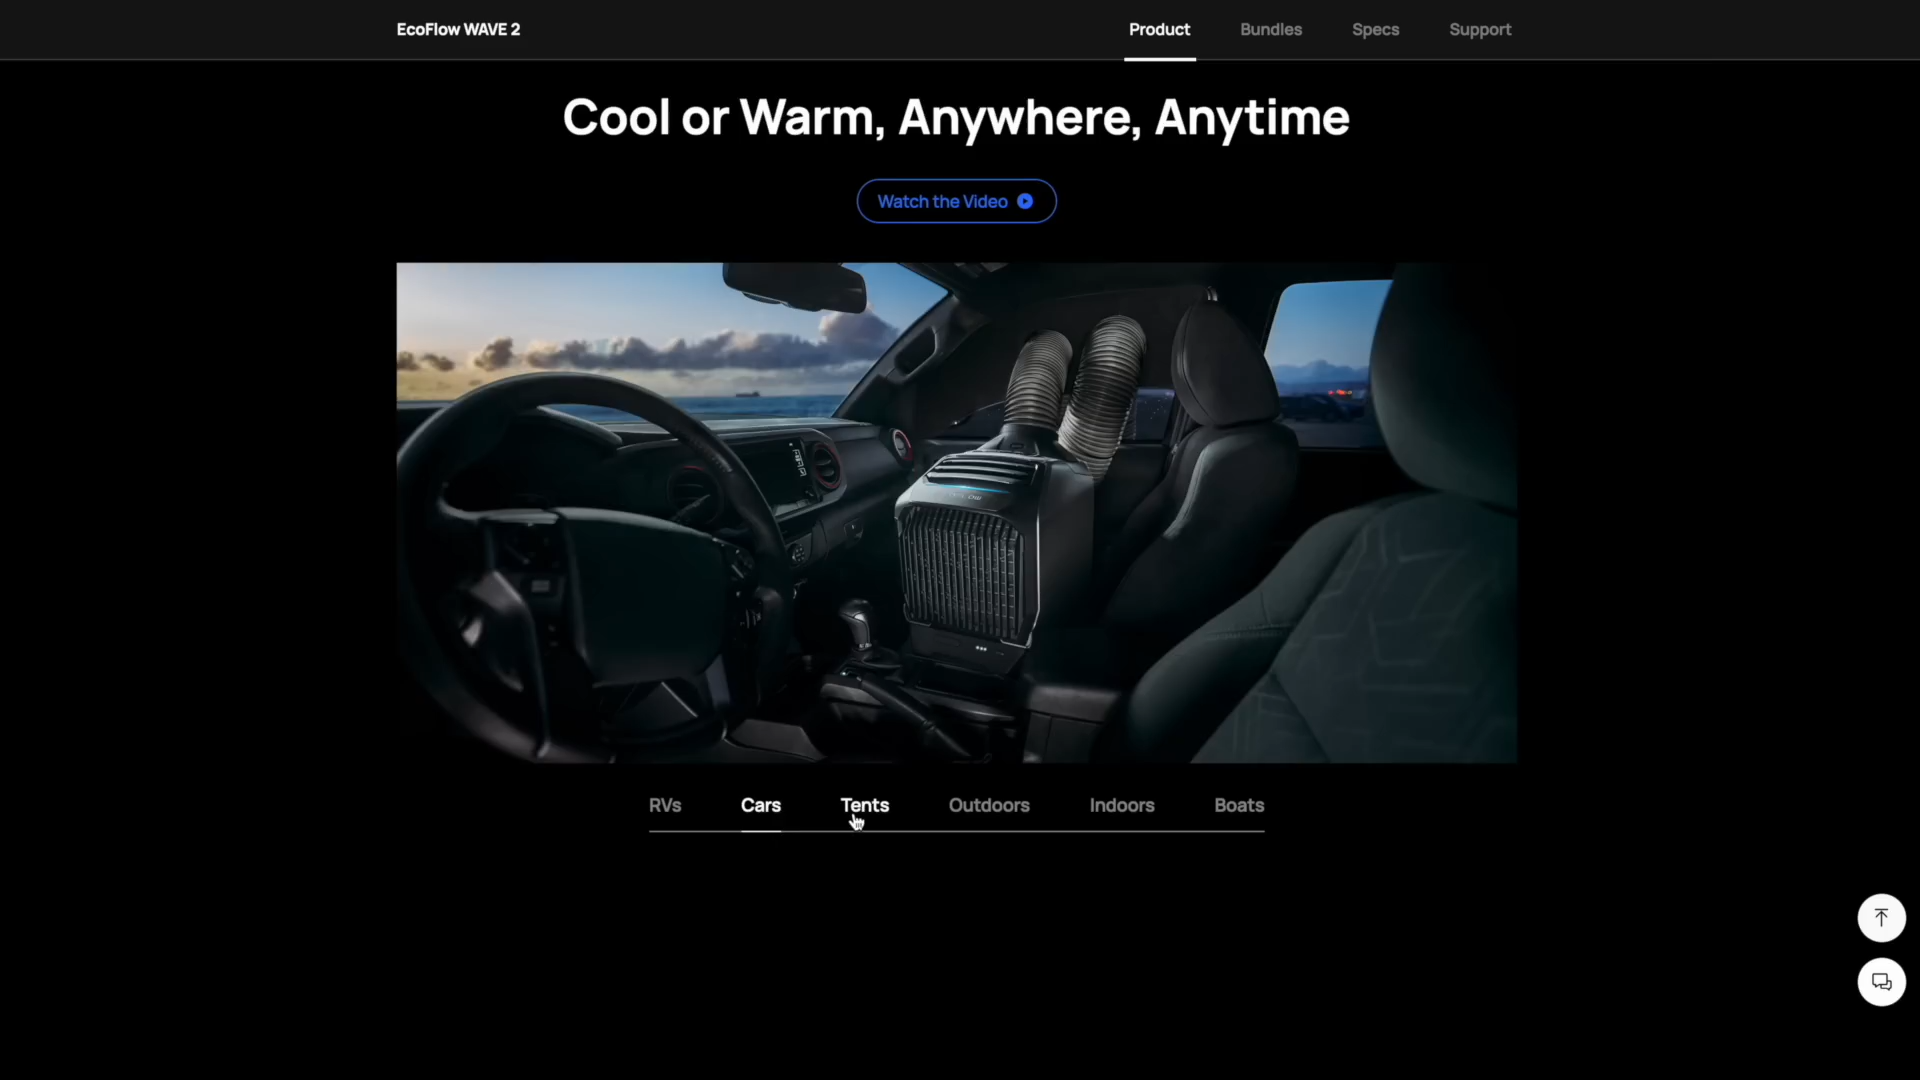 EcoFlow WAVE 2
Product
Bundles
Specs
Support
Cool or Warm, Anywhere, Anytime
Watch the Video
RVs
Cars
Tents
Outdoors
Indoors
Boats